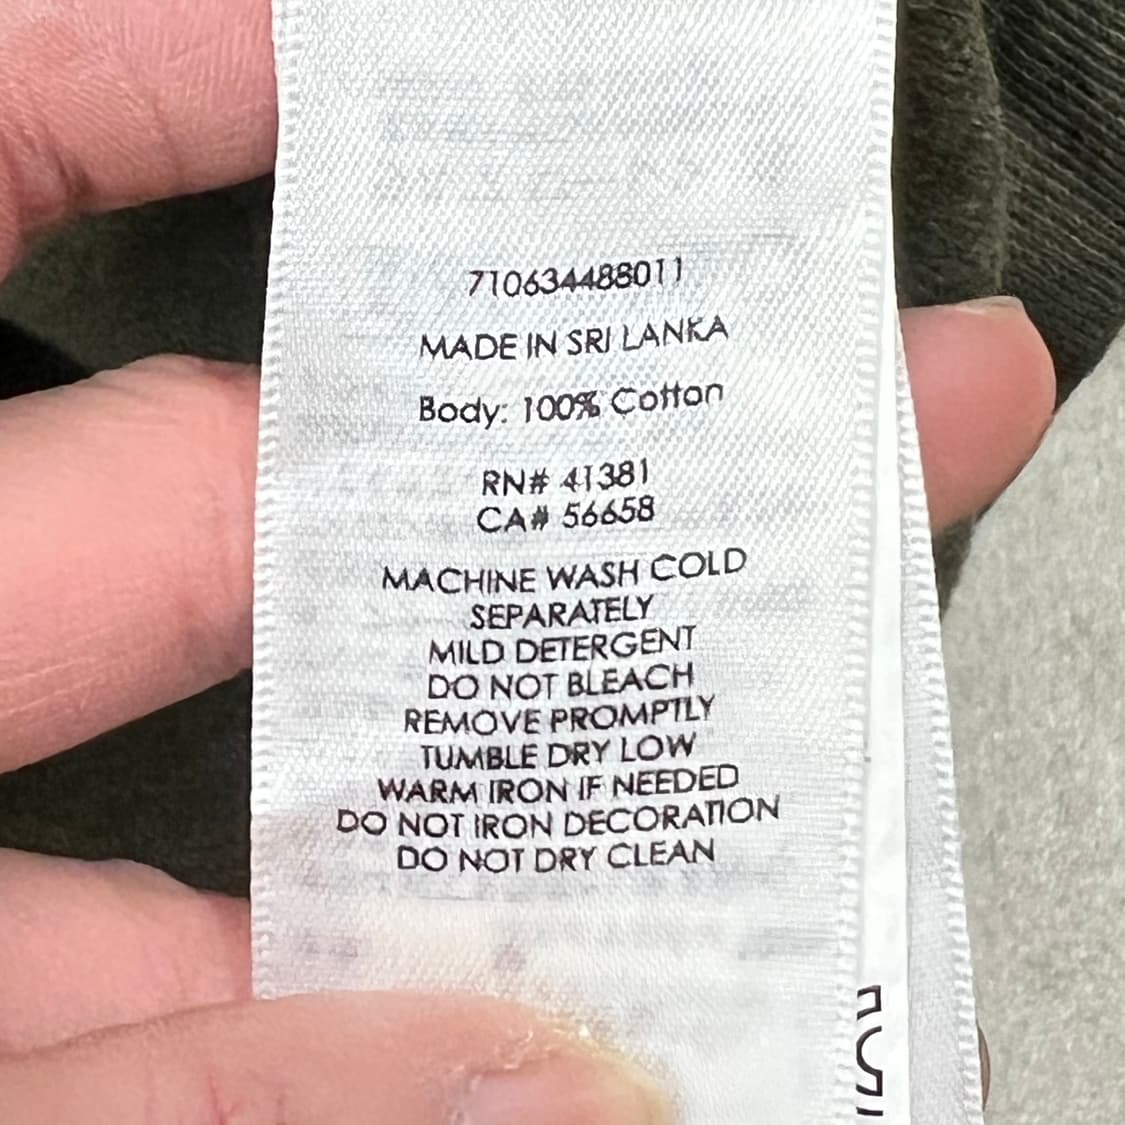 710634488011
MADE IN SRI LANKA
Body: 100% Cotton
RN# 41381
CA# 56658
MACHINE WASH COLD
SEPARATELY
MILD DETERGENT
DO NOT BLEACH
REMOVE PROMPTLY
TUMBLE DRY LOW
WARM IRON IF NEEDED
DO NOT IRON DECORATION
DO NOT DRY CLEAN